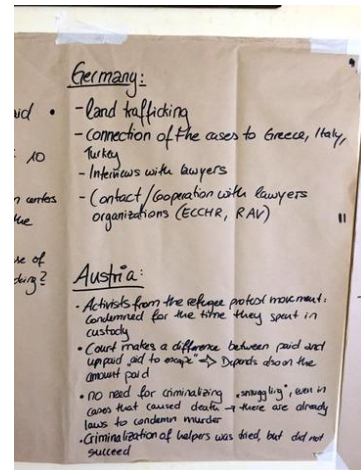 Germany:
- land trafficking
- Connection of the cases to Greece, Italy,
Turkey
- Interviews with lawyers
- Contact/Cooperation with lawyers
organizations (ECCHR, RAV)
Austria:
• Activists from the refugee protest movement:
condemned for the time they spent in
custody
• Court makes a difference between paid and
unpaid „aid to escape" -> Depends also on the
amount paid
• no need for criminalizing „smuggling", even in
cases that caused death → there are already
laws to condemn murder
• Criminalization of helpers was tried, but did not
succeed
10
the